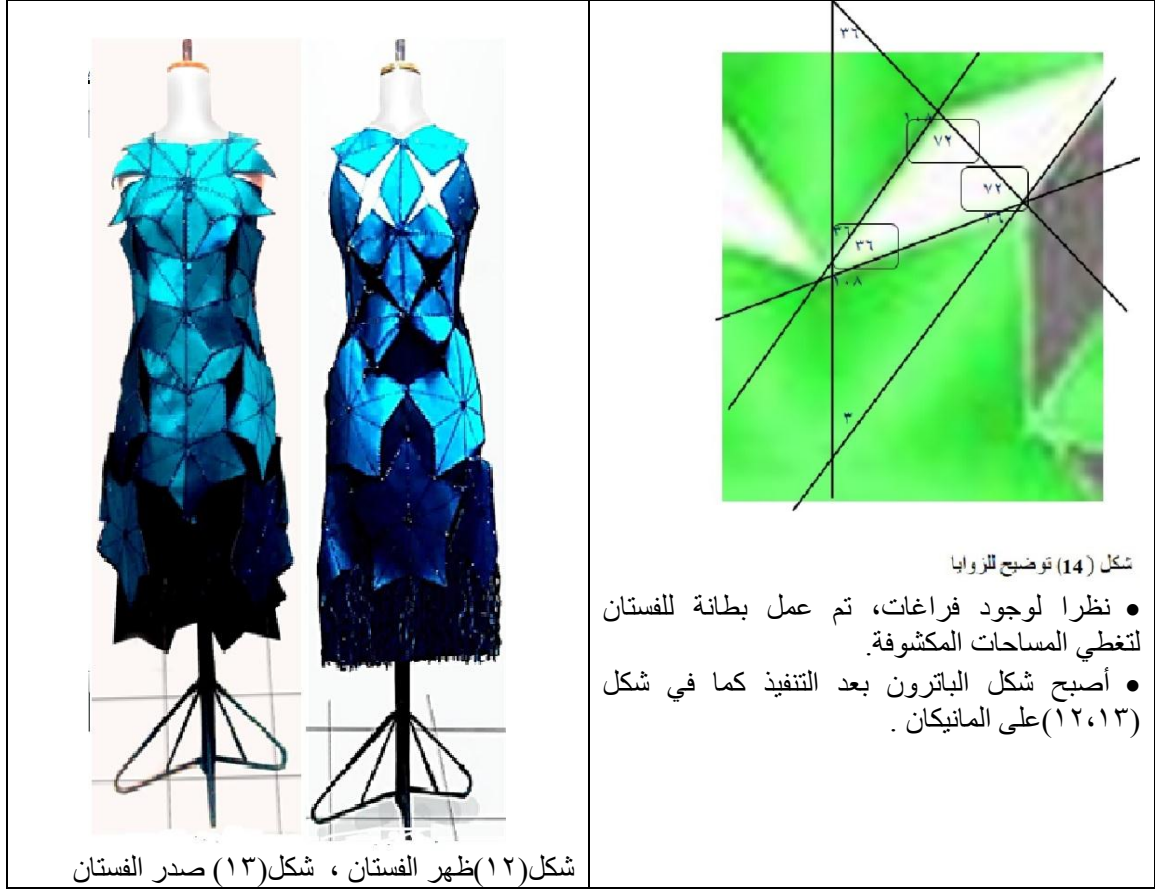 ٣٦
١٠٨
٧٢
٧٢
٣٦
٣٦
٣٦
١٠٨
٣
شكل (14) توضيح للزوايا
• نظرا لوجود فراغات، تم عمل بطانة للفستان
لتغطي المساحات المكشوفة.
• أصبح شكل الباترون بعد التنفيذ كما في شكل
(١٢،١٣)على المانيكان .
شكل(١٢)ظهر الفستان ، شكل(١٣) صدر الفستان